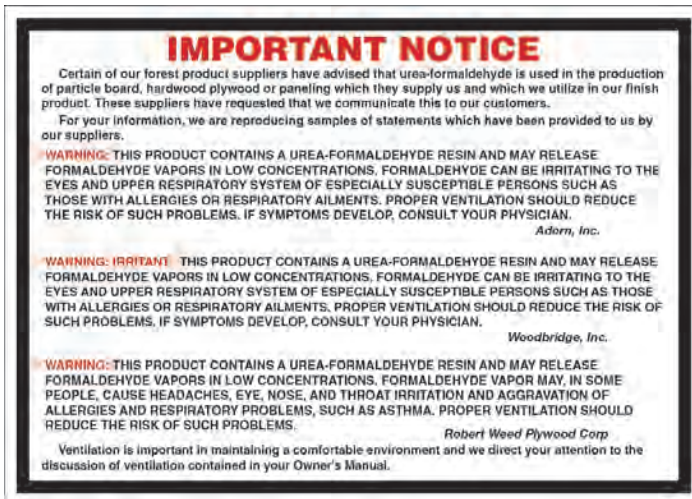 IMPORTANT NOTICE
Certain of our forest product suppliers have advised that urea-formaldehyde is used in the production
of particle board, hardwood plywood or paneling which they supply us and which we utilize in our finish
product. These suppliers have requested that we communicate this to our customers.
For your information, we are reproducing samples of statements which have been provided to us by
our suppliers.
WARNING: THIS PRODUCT CONTAINS A UREA-FORMALDEHYDE RESIN AND MAY RELEASE
FORMALDEHYDE VAPORS IN LOW CONCENTRATIONS. FORMALDEHYDE CAN BE IRRITATING TO THE
EYES AND UPPER RESPIRATORY SYSTEM OF ESPECIALLY SUSCEPTIBLE PERSONS SUCH AS
THOSE WITH ALLERGIES OR RESPIRATORY AILMENTS. PROPER VENTILATION SHOULD REDUCE
THE RISK OF SUCH PROBLEMS. IF SYMPTOMS DEVELOP, CONSULT YOUR PHYSICIAN.
Adorn, Inc.
WARNING: IRRITANT THIS PRODUCT CONTAINS A UREA-FORMALDEHYDE RESIN AND MAY RELEASE
FORMALDEHYDE VAPORS IN LOW CONCENTRATIONS. FORMALDEHYDE CAN BE IRRITATING TO THE
EYES AND UPPER RESPIRATORY SYSTEM OF ESPECIALLY SUSCEPTIBLE PERSONS SUCH AS THOSE
WITH ALLERGIES OR RESPIRATORY AILMENTS. PROPER VENTILATION SHOULD REDUCE THE RISK OF
SUCH PROBLEMS. IF SYMPTOMS DEVELOP, CONSULT YOUR PHYSICIAN.
Woodbridge, Inc.
WARNING: THIS PRODUCT CONTAINS A UREA-FORMALDEHYDE RESIN AND MAY RELEASE
FORMALDEHYDE VAPORS IN LOW CONCENTRATIONS. FORMALDEHYDE VAPOR MAY, IN SOME
PEOPLE, CAUSE HEADACHES, EYE, NOSE, AND THROAT IRRITATION AND AGGRAVATION OF
ALLERGIES AND RESPIRATORY PROBLEMS, SUCH AS ASTHMA. PROPER VENTILATION SHOULD
REDUCE THE RISK OF SUCH PROBLEMS.
Robert Weed Plywood Corp
Ventilation is important in maintaining a comfortable environment and we direct your attention to the
discussion of ventilation contained in your Owner's Manual.